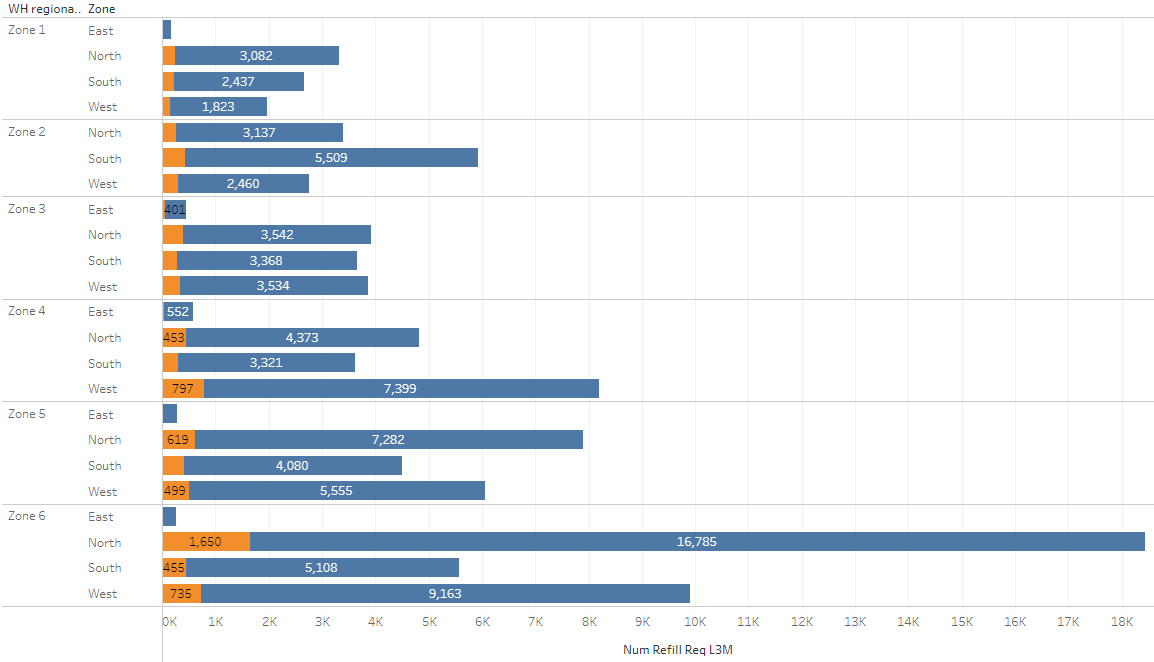 WH regiona.. Zone
Zone 1 East
North 3,082
South 2,437
West 1,823
Zone 2 North 3,137
South 5,509
West 2,460
Zone 3 East 401
North 3,542
South 3,368
West 3,534
Zone 4 East 552
North 453 4,373
South 3,321
West 797 7,399
Zone 5 East
North 619 7,282
South 4,080
West 499 5,555
Zone 6 East
North 1,650 16,785
South 455 5,108
West 735 9,163
0K 1K 2K 3K 4K 5K 6K 7K 8K 9K 10K 11K 12K 13K 14K 15K 16K 17K 18K
Num Refill Req L3M